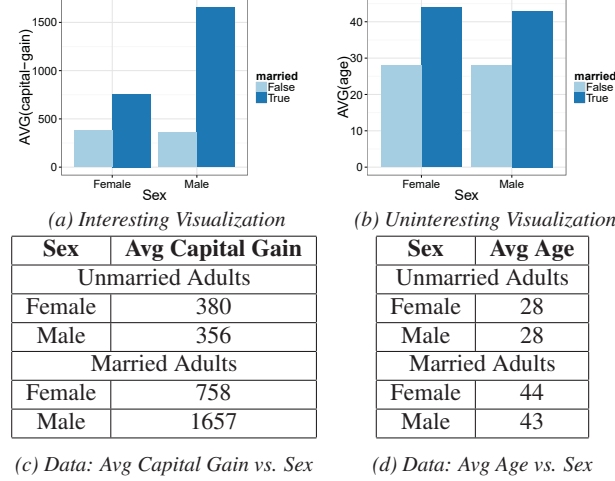 1500
1000
500
0
AVG(capital-gain)
Female
Male
Sex
married
False
True
40
30
20
10
0
AVG(age)
Female
Male
Sex
married
False
True
(a) Interesting Visualization
(b) Uninteresting Visualization
Sex Avg Capital Gain
Unmarried Adults
Female 380
Male 356
Married Adults
Female 758
Male 1657
Sex Avg Age
Unmarried Adults
Female 28
Male 28
Married Adults
Female 44
Male 43
(c) Data: Avg Capital Gain vs. Sex
(d) Data: Avg Age vs. Sex